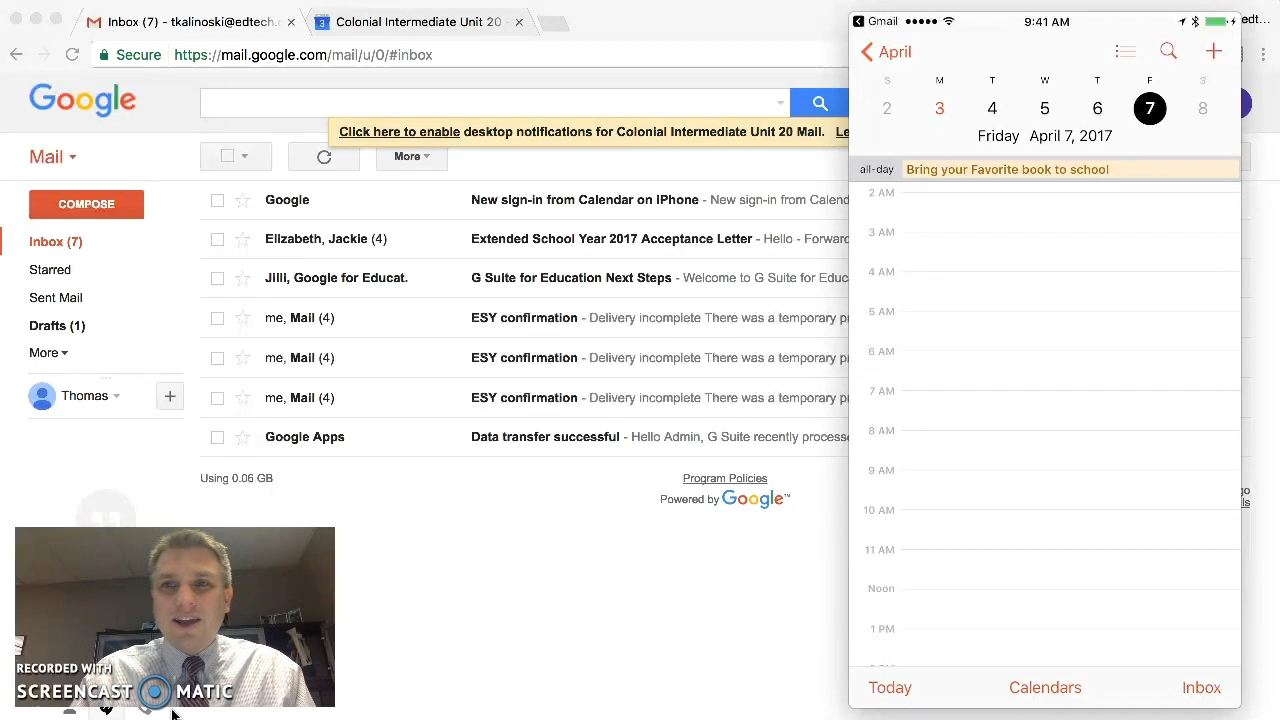 Inbox (7) - tkalinoski@edtech.c
Colonial Intermediate Unit 20 -
Secure
https://mail.google.com/mail/u/0/#inbox
Google
Click here to enable desktop notifications for Colonial Intermediate Unit 20 Mail. Le
Mail
More
COMPOSE
Inbox (7)
Starred
Sent Mail
Drafts (1)
More
Thomas
Google New sign-in from Calendar on iPhone - New sign-in from Calend
Elizabeth, Jackie (4) Extended School Year 2017 Acceptance Letter - Hello - Forward
Jilli, Google for Educat. G Suite for Education Next Steps - Welcome to G Suite for Educ
me, Mail (4) ESY confirmation - Delivery incomplete There was a temporary p
me, Mail (4) ESY confirmation - Delivery incomplete There was a temporary p
me, Mail (4) ESY confirmation - Delivery incomplete There was a temporary p
Google Apps Data transfer successful - Hello Admin, G Suite recently process
Using 0.06 GB
Program Policies
Powered by Google™
RECORDED WITH
SCREENCAST MATIC
edt...
Gmail 9:41 AM
April
S M T W T F S
2 3 4 5 6 7 8
Friday April 7, 2017
all-day Bring your Favorite book to school
2 AM
3 AM
4 AM
5 AM
6 AM
7 AM
8 AM
9 AM
10 AM
11 AM
Noon
1 PM
Today Calendars Inbox